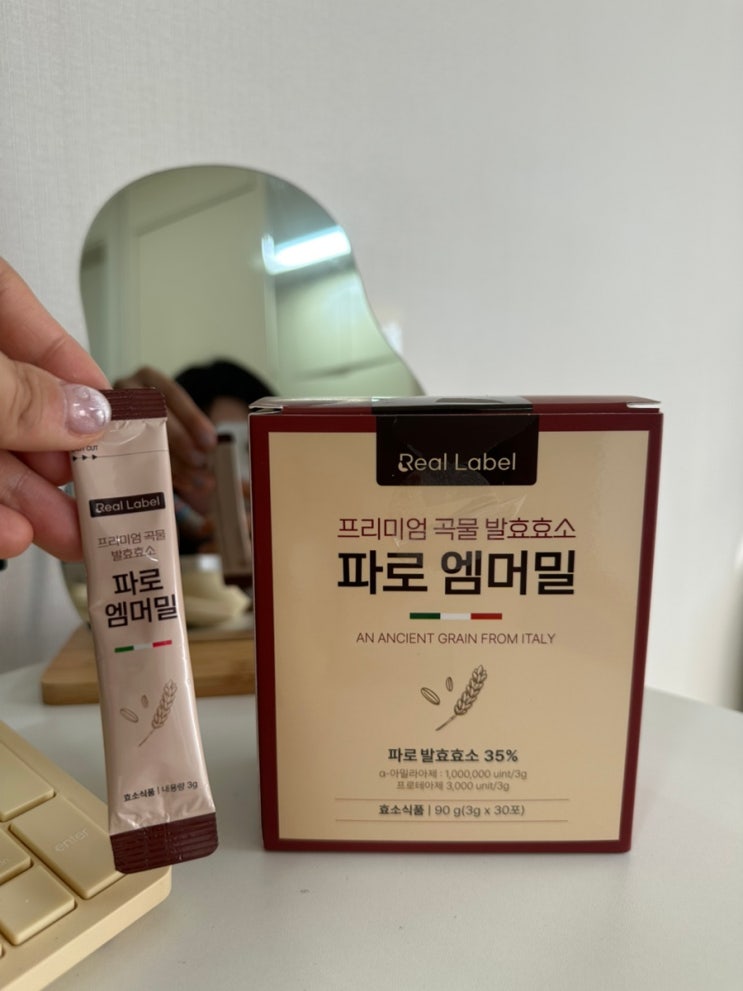 Real Label
프리미엄 곡물
발효효소
파로
엠머밀
효소식품 | 내용량 3g
Real Label
프리미엄 곡물 발효효소
파로 엠머밀
AN ANCIENT GRAIN FROM ITALY
파로 발효효소 35%
α-아밀라아제 : 1,000,000 uint/3g
프로테아제 3,000 unit/3g
효소식품 | 90 g(3g x 30포)
enter